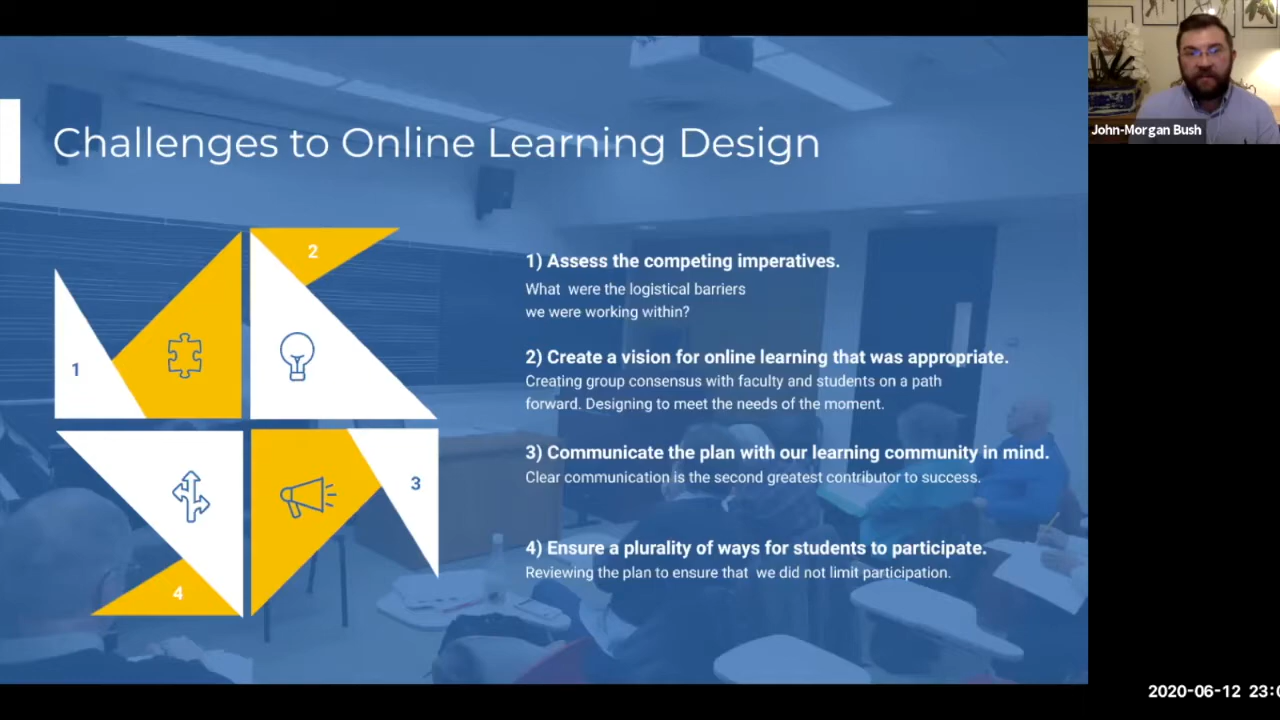 Challenges to Online Learning Design
John-Morgan Bush
2
1
3
4
1) Assess the competing imperatives.
What were the logistical barriers
we were working within?
2) Create a vision for online learning that was appropriate.
Creating group consensus with faculty and students on a path
forward. Designing to meet the needs of the moment.
3) Communicate the plan with our learning community in mind.
Clear communication is the second greatest contributor to success.
4) Ensure a plurality of ways for students to participate.
Reviewing the plan to ensure that we did not limit participation.
2020-06-12 23: